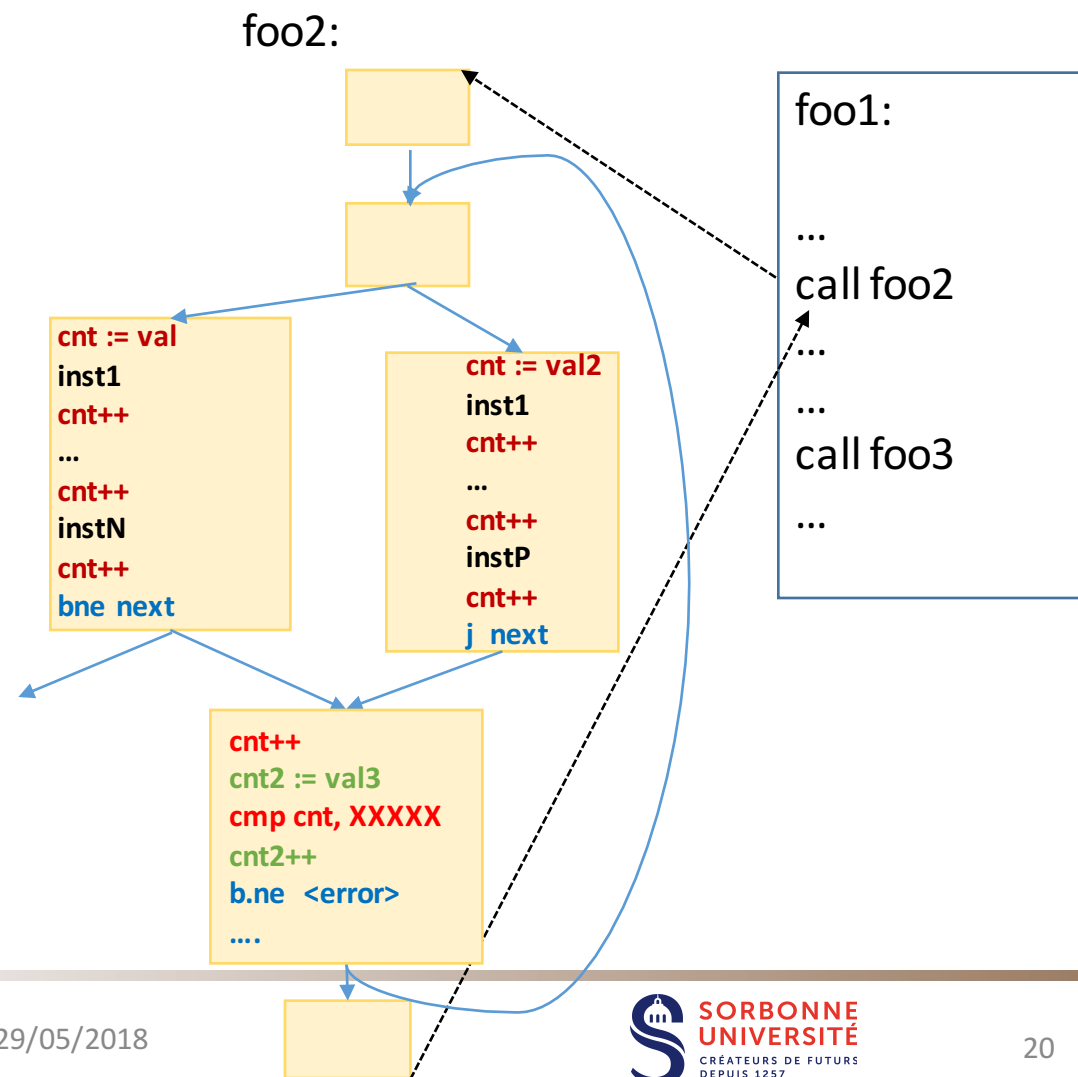 foo2:
foo1:
...
call foo2
...
...
call foo3
...
cnt := val
inst1
cnt++
...
cnt++
instN
cnt++
bne next
cnt := val2
inst1
cnt++
...
cnt++
instP
cnt++
j next
cnt++
cnt2 := val3
cmp cnt, XXXXX
cnt2++
b.ne <error>
....
29/05/2018
SORBONNE
UNIVERSITÉ
CRÉATEURS DE FUTURS
DEPUIS 1257
20